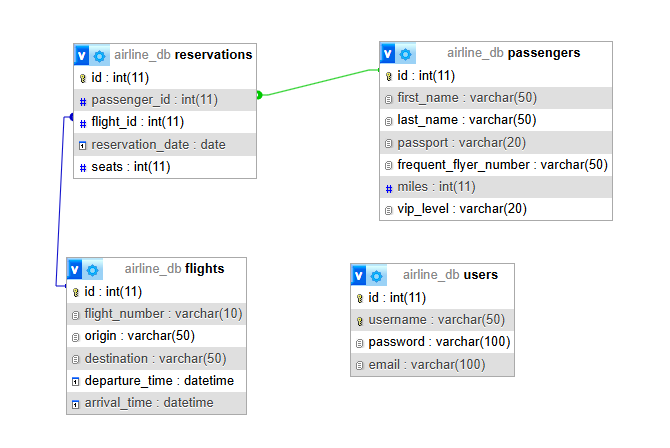 airline_db reservations
id : int(11)
passenger_id : int(11)
flight_id : int(11)
reservation_date : date
seats : int(11)
airline_db passengers
id : int(11)
first_name : varchar(50)
last_name : varchar(50)
passport : varchar(20)
frequent_flyer_number : varchar(50)
miles : int(11)
vip_level : varchar(20)
airline_db flights
id : int(11)
flight_number : varchar(10)
origin : varchar(50)
destination : varchar(50)
departure_time : datetime
arrival_time : datetime
airline_db users
id : int(11)
username : varchar(50)
password : varchar(100)
email : varchar(100)